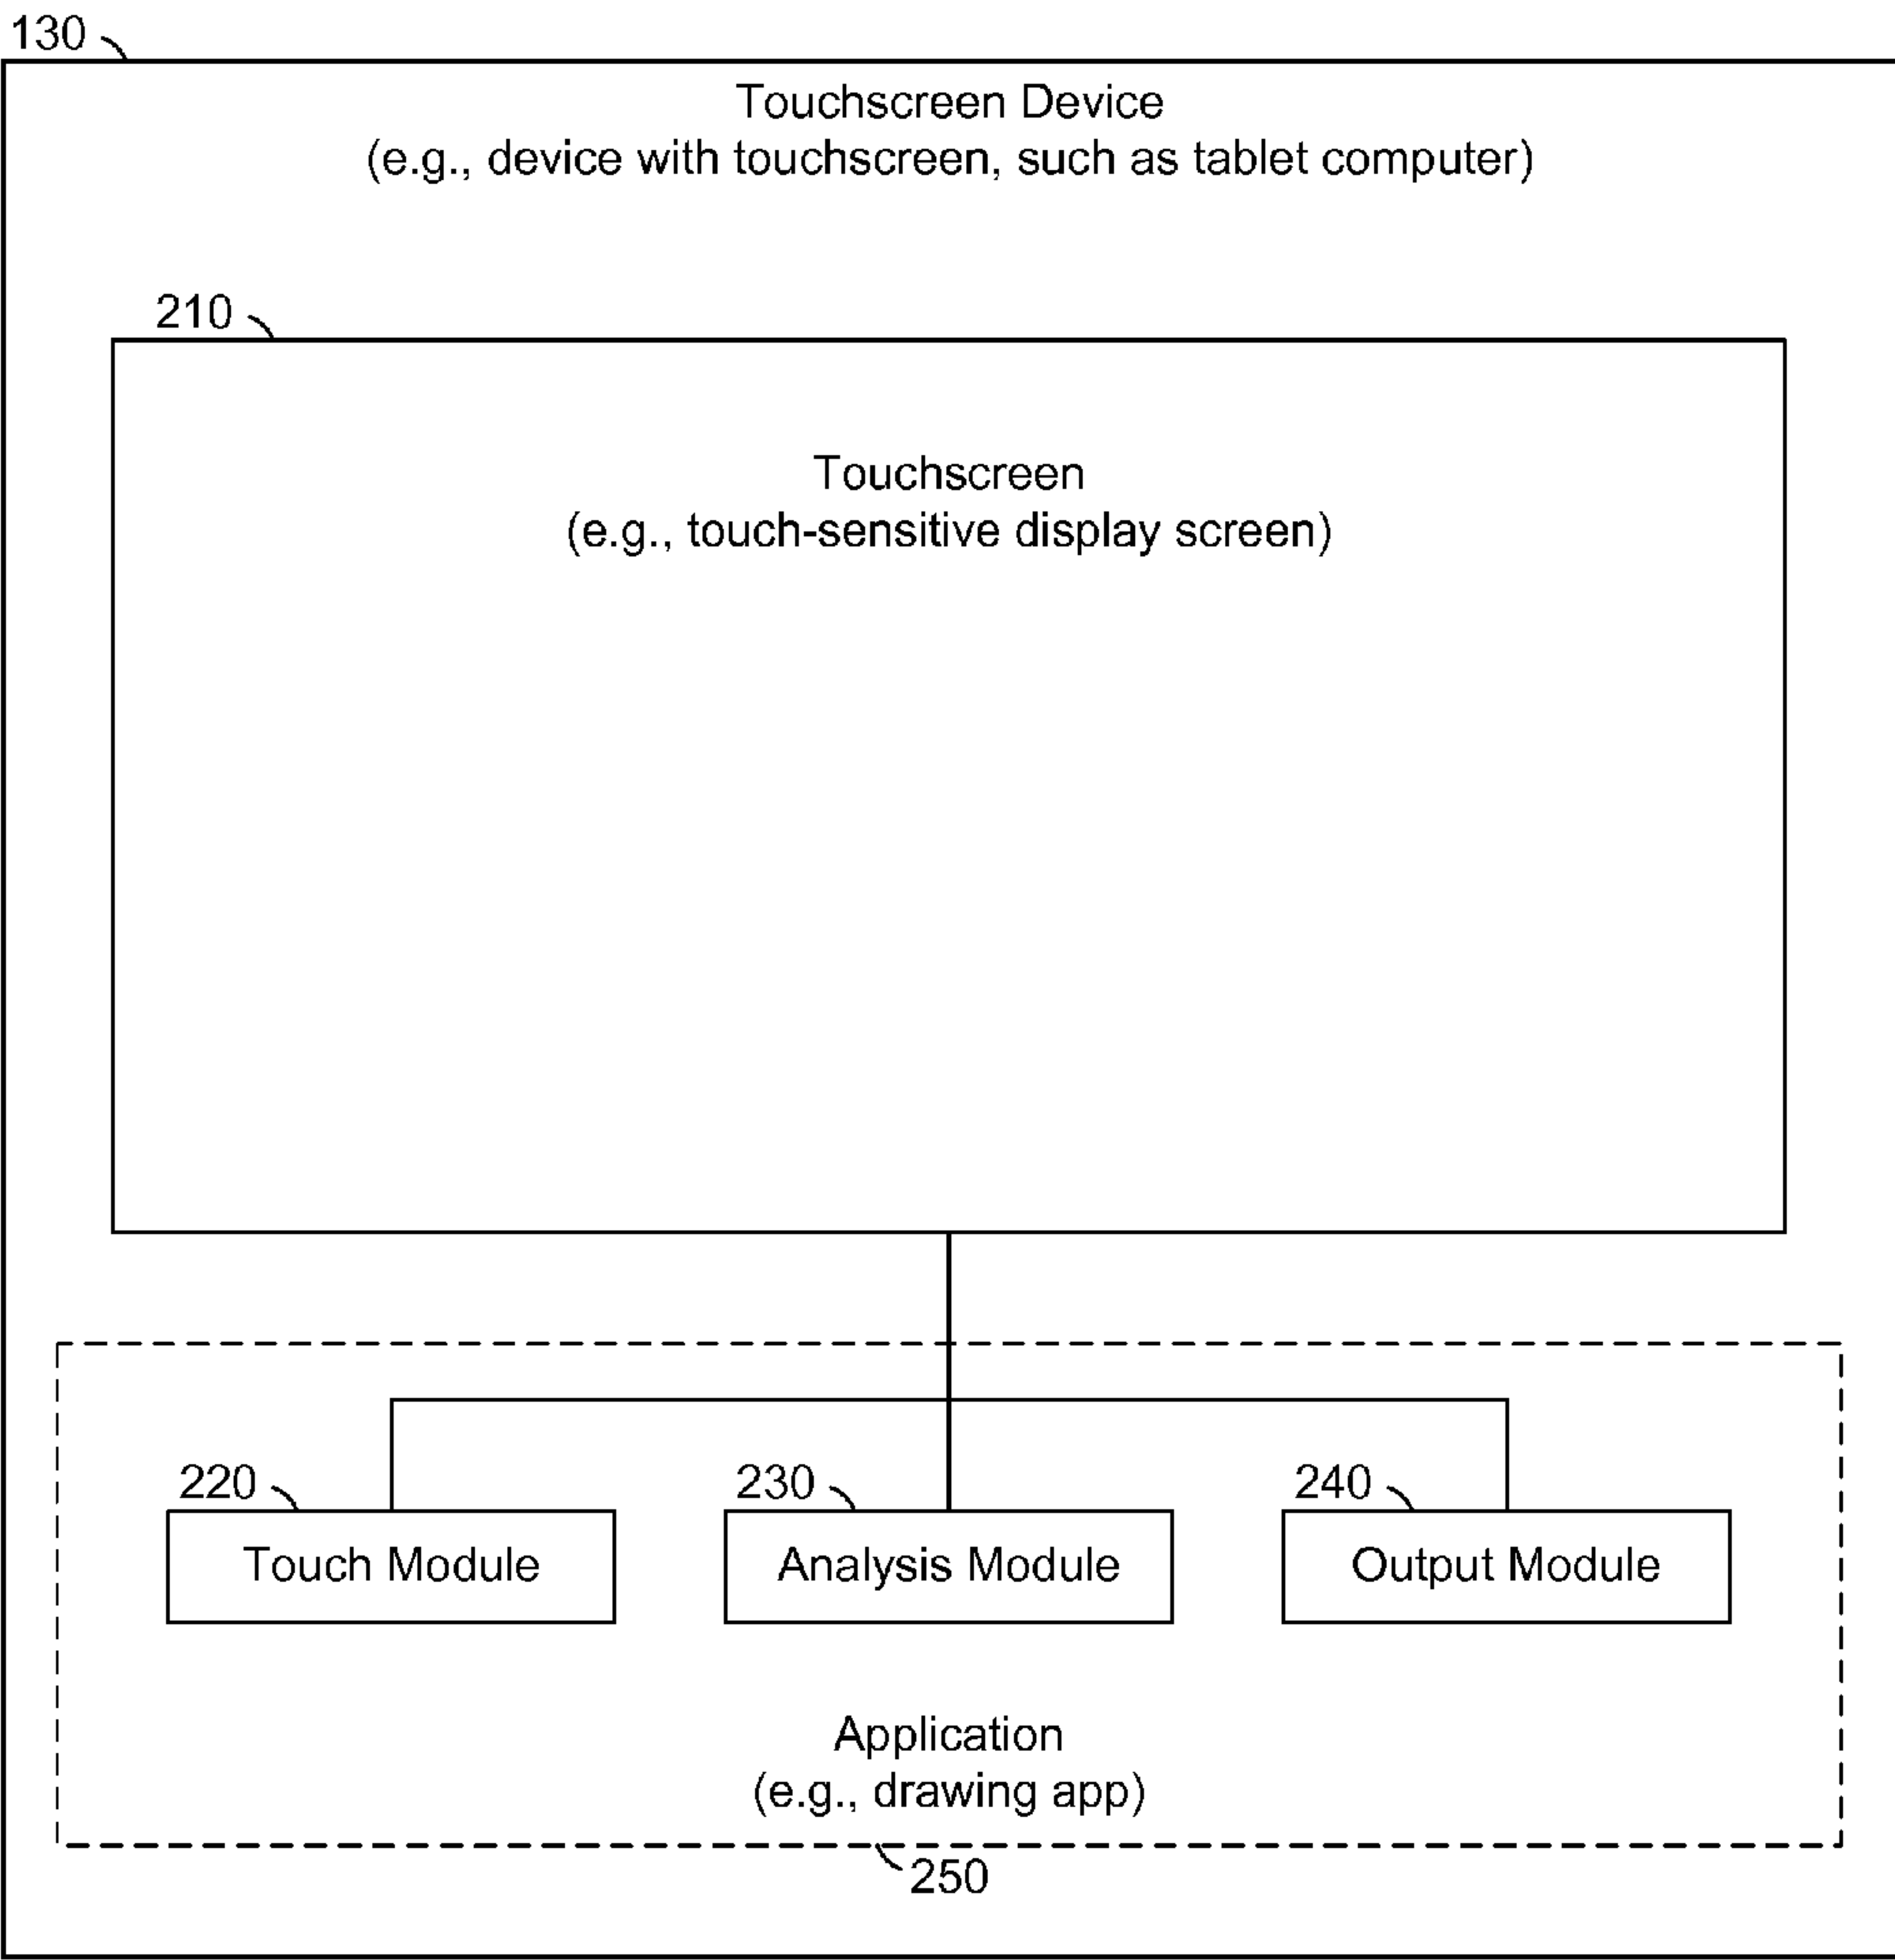 130
Touchscreen Device
(e.g., device with touchscreen, such as tablet computer)
210
Touchscreen
(e.g., touch-sensitive display screen)
220
230
240
Touch Module
Analysis Module
Output Module
Application
(e.g., drawing app)
250